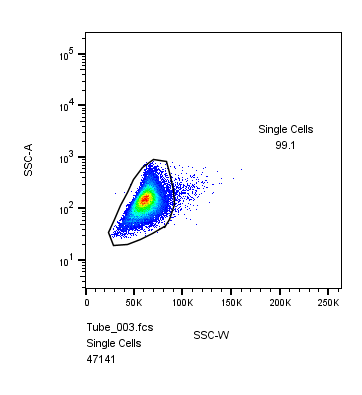 10^5
10^4
10^3
10^2
10^1
SSC-A
Single Cells
99.1
0 50K 100K 150K 200K 250K
SSC-W
Tube_003.fcs
Single Cells
47141